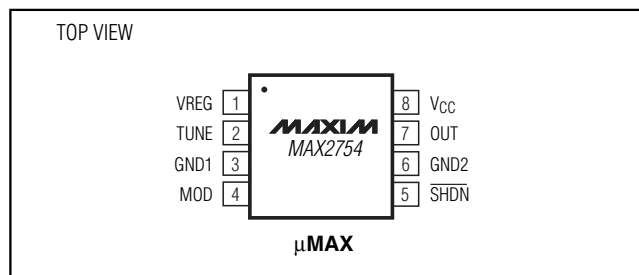 TOP VIEW
VREG 1
TUNE 2
GND1 3
MOD 4
MAXIM
MAX2754
8 VCC
7 OUT
6 GND2
5 SHDN
μMAX